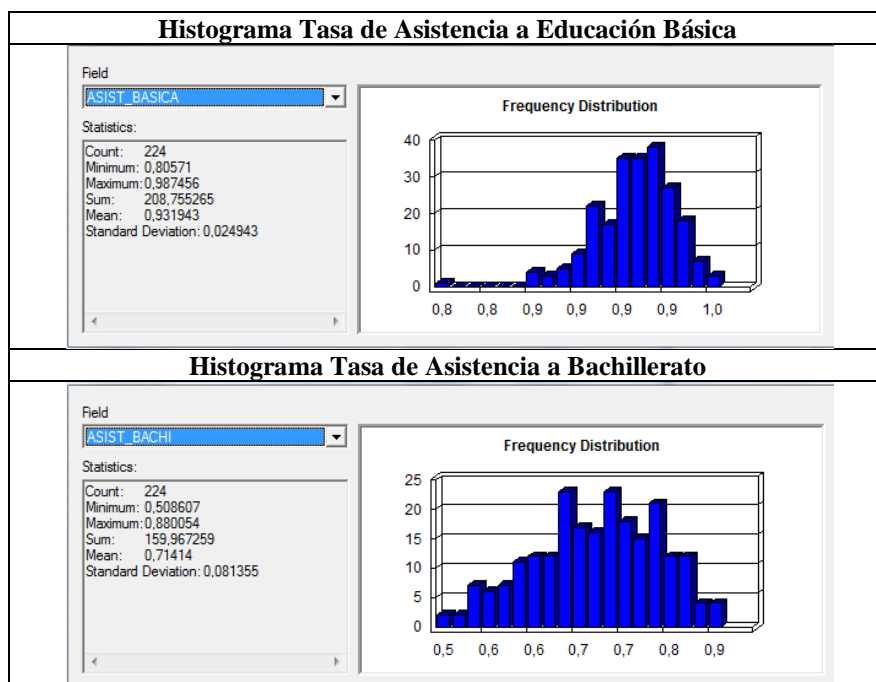 Histograma Tasa de Asistencia a Educación Básica
Field
ASIST_BASICA
Statistics:
Count: 224
Minimum: 0,80571
Maximum: 0,987456
Sum: 208,755265
Mean: 0,931943
Standard Deviation: 0,024943
Frequency Distribution
40
30
20
10
0
0,8 0,8 0,9 0,9 0,9 0,9 1,0
Histograma Tasa de Asistencia a Bachillerato
Field
ASIST_BACHI
Statistics:
Count: 224
Minimum: 0,508607
Maximum: 0,880054
Sum: 159,967259
Mean: 0,71414
Standard Deviation: 0,081355
Frequency Distribution
25
20
15
10
5
0
0,5 0,6 0,6 0,7 0,7 0,8 0,9